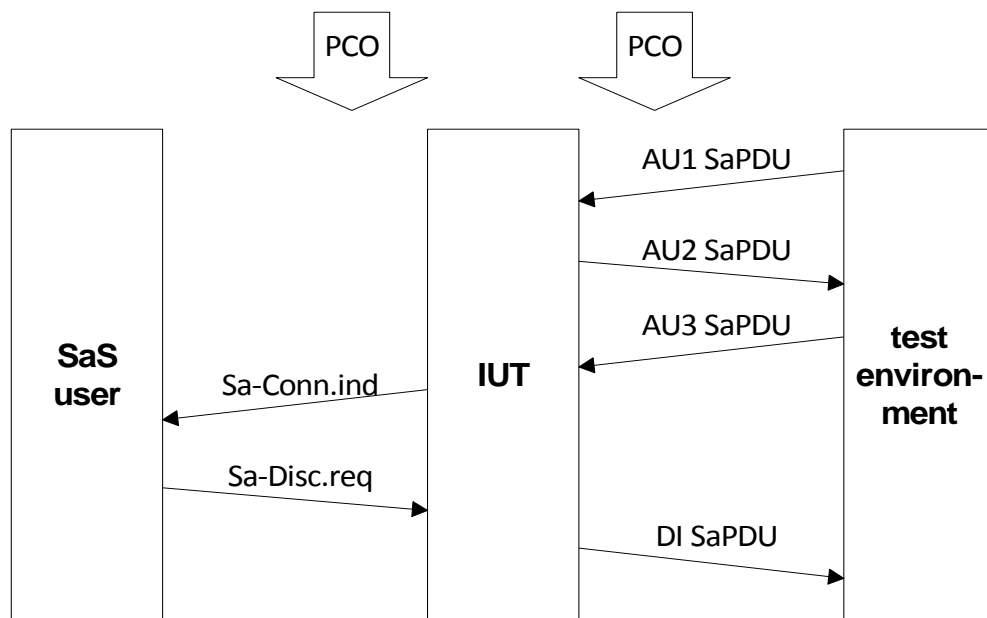 PCO
PCO
AU1 SaPDU
AU2 SaPDU
AU3 SaPDU
SaS
user
IUT
test
environ-
ment
Sa-Conn.ind
Sa-Disc.req
DI SaPDU